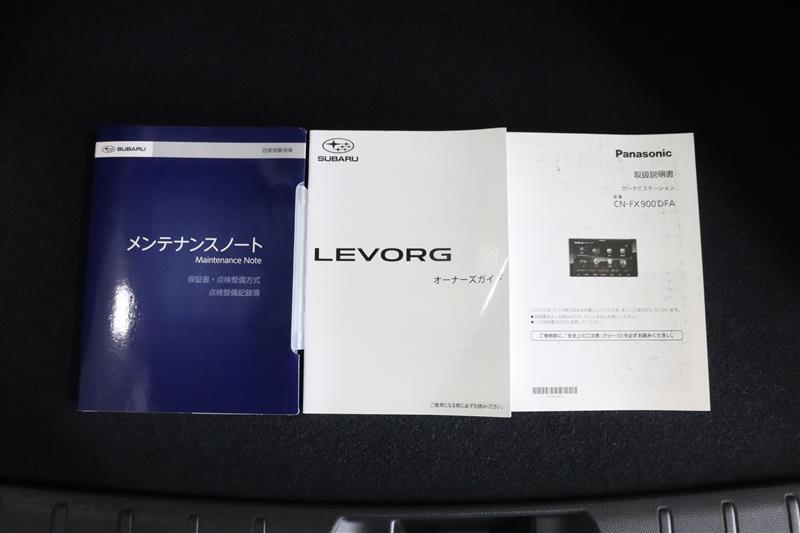 SUBARU
自家用乗用車
メンテナンスノート
Maintenance Note
保証書・点検整備方式
点検整備記録簿
SUBARU
LEVORG
オーナーズガイド
ご使用になる前に必ずお読みください。
Panasonic
取扱説明書
カーナビステーション
品番
CN-FX900DFA
ご使用前に「安全上のご注意」(P.6~10)を必ずお読みください。